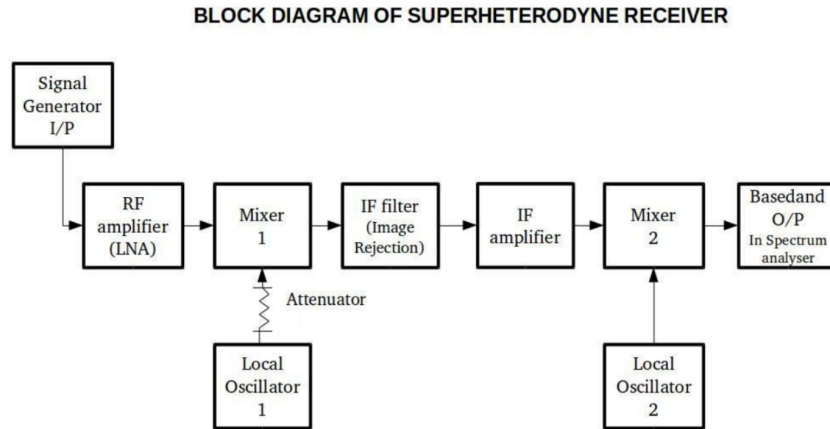 BLOCK DIAGRAM OF SUPERHETERODYNE RECEIVER
Signal
Generator
I/P
RF
amplifier
(LNA)
Mixer
1
IF filter
(Image
Rejection)
IF
amplifier
Mixer
2
Basedand
O/P
In Spectrum
analyser
Attenuator
Local
Oscillator
1
Local
Oscillator
2